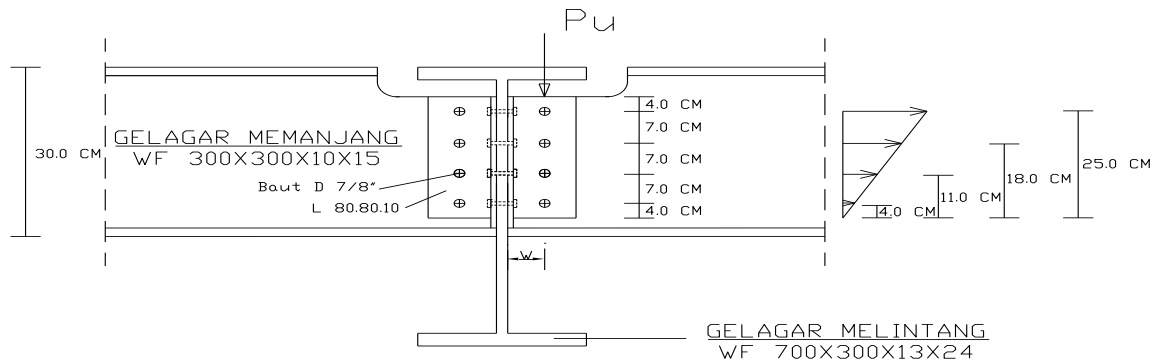 Pu
4.0 CM
7.0 CM
7.0 CM
7.0 CM
4.0 CM
30.0 CM
GELAGAR MEMANJANG
WF 300X300X10X15
Baut D 7/8"
L 80.80.10
W
4.0 CM
11.0 CM
18.0 CM
25.0 CM
GELAGAR MELINTANG
WF 700X300X13X24